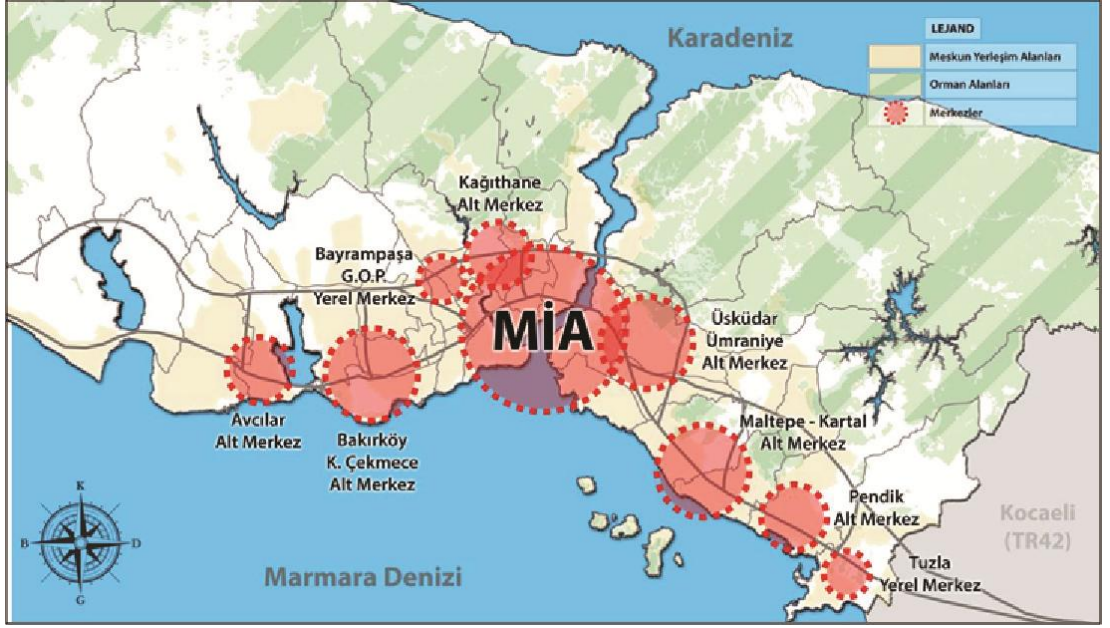 Karadeniz
LEJAND
Meskun Yerleşim Alanları
Orman Alanları
Merkezler
Kağıthane
Alt Merkez
Bayrampaşa
G.O.P.
Yerel Merkez
MİA
Üsküdar
Ümraniye
Alt Merkez
Avcılar
Alt Merkez
Bakırköy
K. Çekmece
Alt Merkez
Maltepe - Kartal
Alt Merkez
Pendik
Alt Merkez
Kocaeli
(TR42)
Tuzla
Yerel Merkez
Marmara Denizi
K
B
D
G